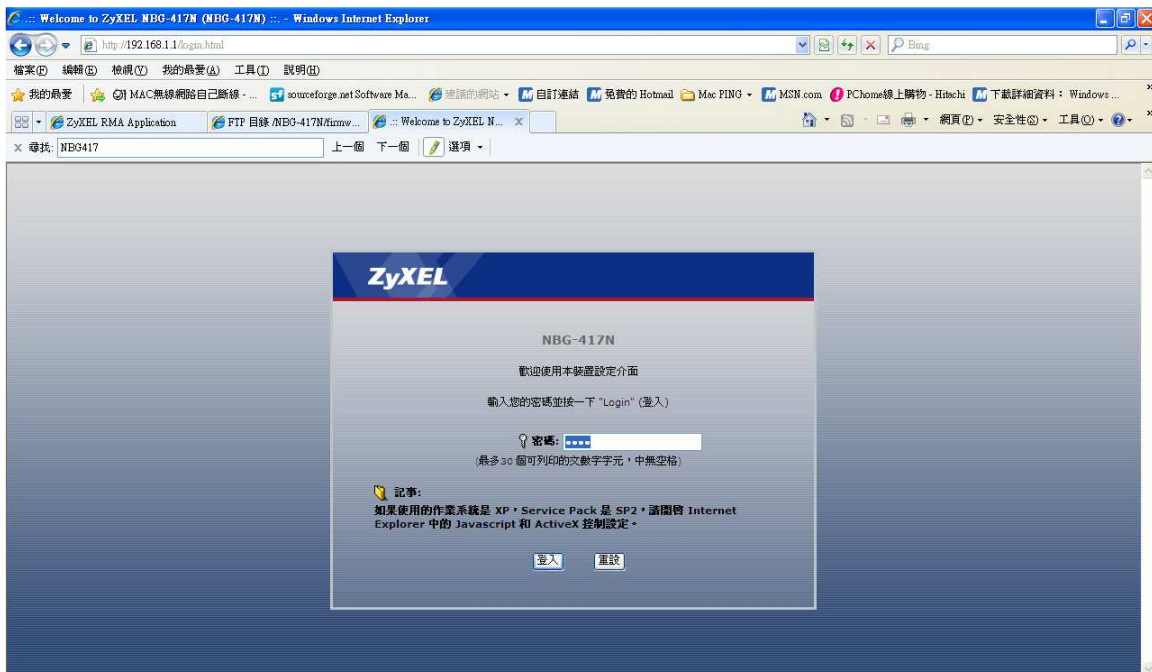 .:: Welcome to ZyXEL NBG-417N (NBG-417N) ::. - Windows Internet Explorer
http://192.168.1.1/login.html
Bing
檔案(F) 編輯(E) 檢視(V) 我的最愛(A) 工具(T) 說明(H)
我的最愛 MAC無線網路自己斷線 - ... sourceforge.net Software Ma... 建議的網站 自訂連結 免費的 Hotmail Mac PING MSN.com PChome線上購物 - Hitachi 下載詳細資料： Windows ...
ZyXEL RMA Application FTP 目錄 /NBG-417N/firmw... .:: Welcome to ZyXEL N... 網頁(P) 安全性(S) 工具(O)
尋找: NBG417 上一個 下一個 選項
ZyXEL
NBG-417N
歡迎使用本裝置設定介面
輸入您的密碼並按一下 "Login" (登入)
密碼:
(最多30 個可列印的文數字字元，中無空格)
記事:
如果使用的作業系統是 XP，Service Pack 是 SP2，請開啓 Internet
Explorer 中的 Javascript 和 ActiveX 控制設定。
登入 重設